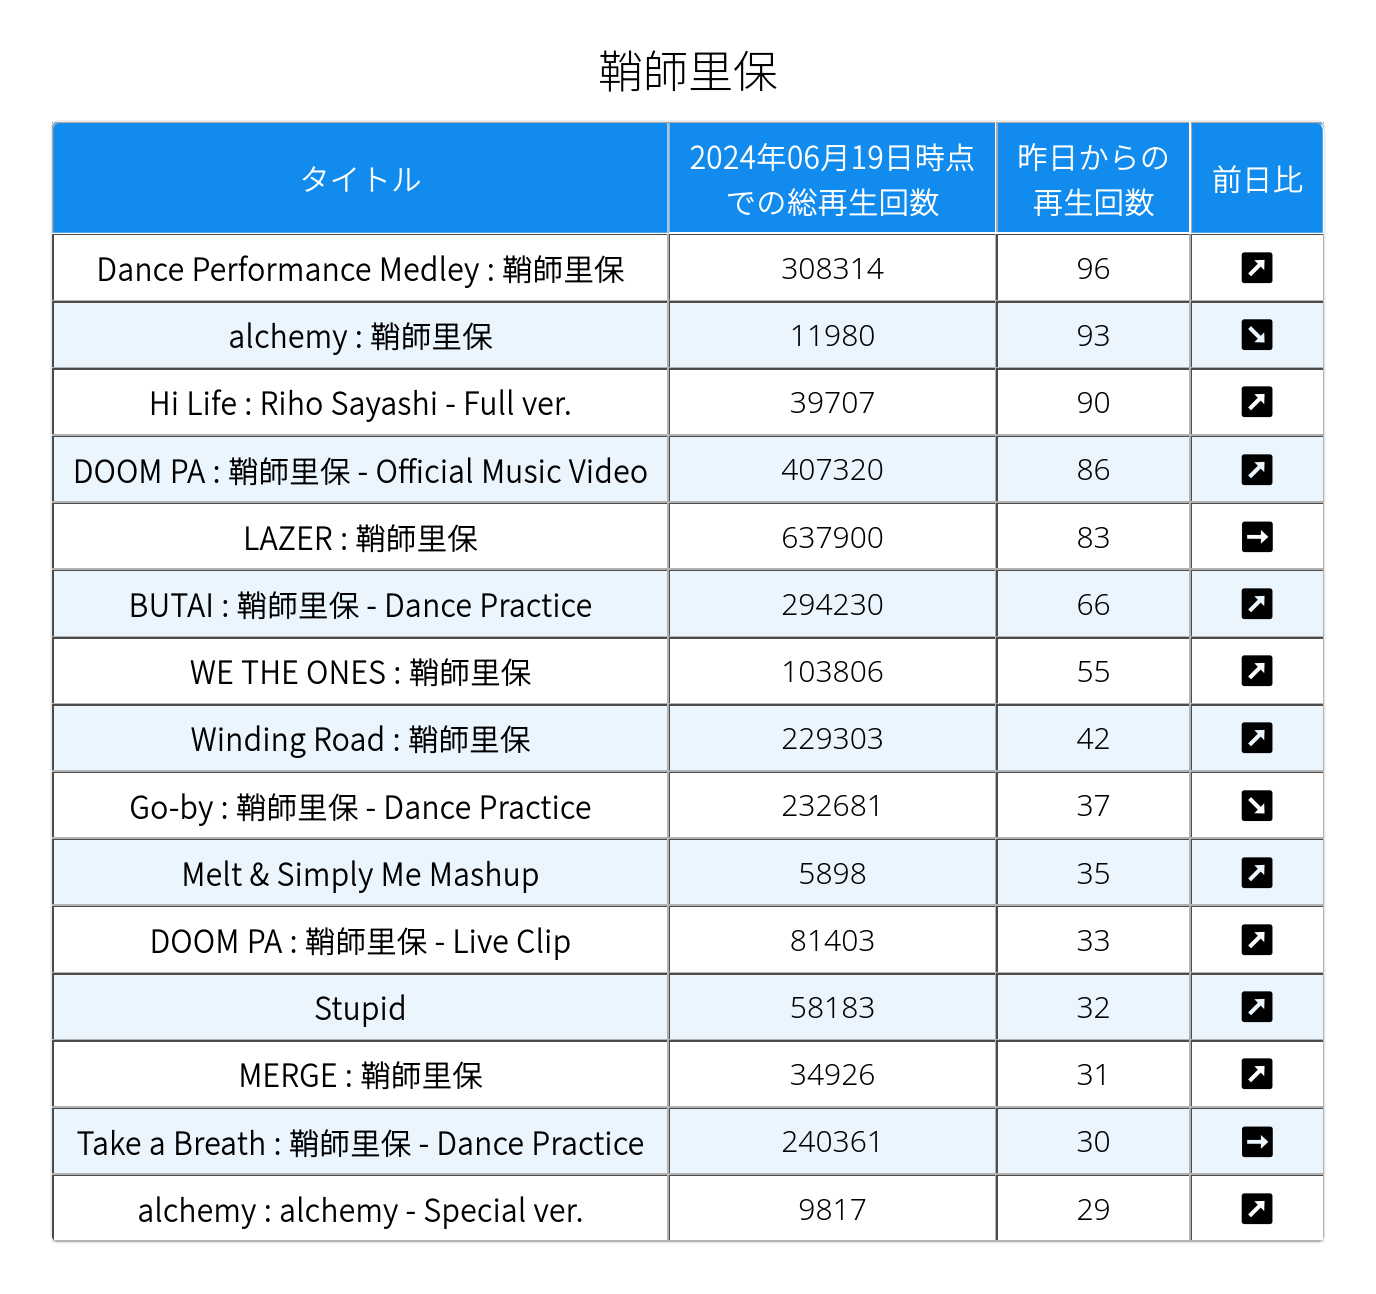 鞘師里保
タイトル
2024年06月19日時点
での総再生回数
昨日からの
再生回数
前日比
Dance Performance Medley : 鞘師里保 308314 96 ↗
alchemy : 鞘師里保 11980 93 ↘
Hi Life : Riho Sayashi - Full ver. 39707 90 ↗
DOOM PA : 鞘師里保 - Official Music Video 407320 86 ↗
LAZER : 鞘師里保 637900 83 →
BUTAI : 鞘師里保 - Dance Practice 294230 66 ↗
WE THE ONES : 鞘師里保 103806 55 ↗
Winding Road : 鞘師里保 229303 42 ↗
Go-by : 鞘師里保 - Dance Practice 232681 37 ↘
Melt & Simply Me Mashup 5898 35 ↗
DOOM PA : 鞘師里保 - Live Clip 81403 33 ↗
Stupid 58183 32 ↗
MERGE : 鞘師里保 34926 31 ↗
Take a Breath : 鞘師里保 - Dance Practice 240361 30 →
alchemy : alchemy - Special ver. 9817 29 ↗